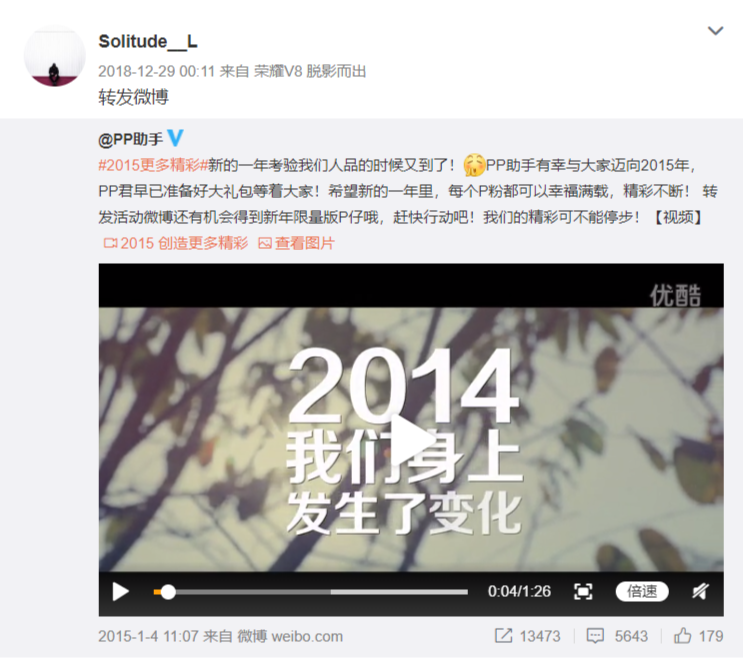 Solitude__L
2018-12-29 00:11 来自 荣耀V8 脱影而出
转发微博
@PP助手
#2015更多精彩#新的一年考验我们人品的时候又到了！PP助手有幸与大家迈向2015年，
PP君早已准备好大礼包等着大家！希望新的一年里，每个P粉都可以幸福满载，精彩不断！ 转
发活动微博还有机会得到新年限量版P仔哦，赶快行动吧！我们的精彩可不能停步！【视频】
2015 创造更多精彩 查看图片
优酷
2014
我们身上
发生了变化
0:04/1:26 倍速
2015-1-4 11:07 来自 微博 weibo.com 13473 5643 179